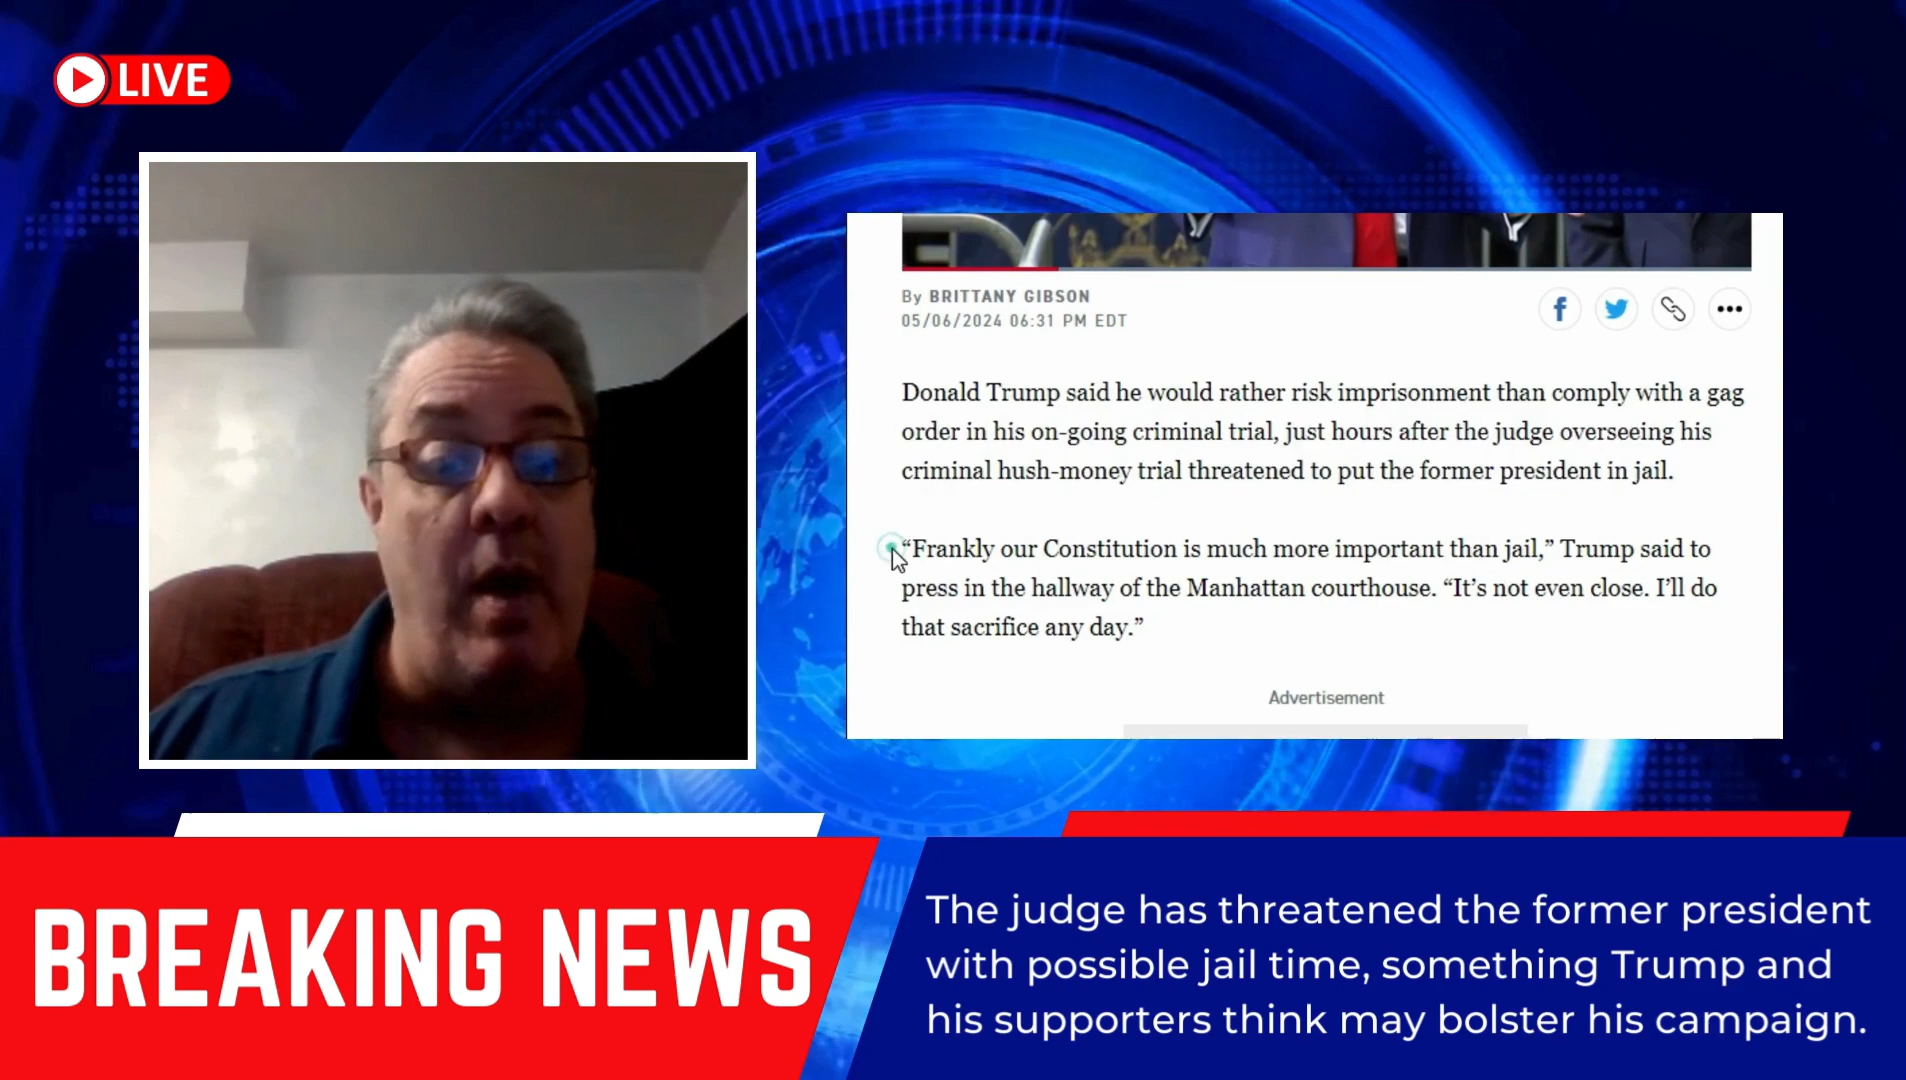 LIVE
By BRITTANY GIBSON
05/06/2024 06:31 PM EDT
Donald Trump said he would rather risk imprisonment than comply with a gag
order in his on-going criminal trial, just hours after the judge overseeing his
criminal hush-money trial threatened to put the former president in jail.
“Frankly our Constitution is much more important than jail,” Trump said to
press in the hallway of the Manhattan courthouse. “It’s not even close. I’ll do
that sacrifice any day.”
Advertisement
BREAKING NEWS
The judge has threatened the former president
with possible jail time, something Trump and
his supporters think may bolster his campaign.